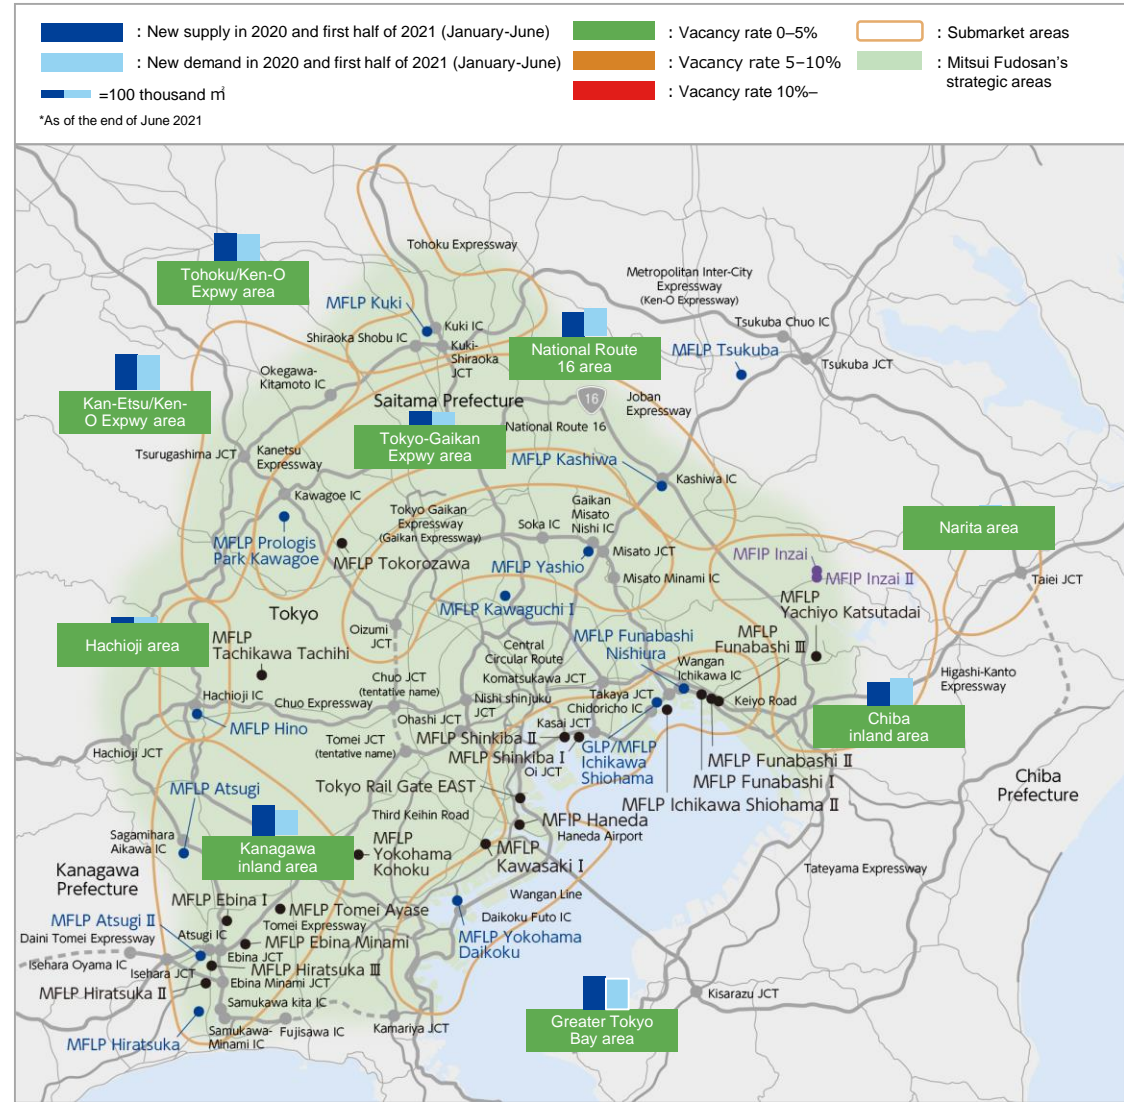 : New supply in 2020 and first half of 2021 (January-June)
: New demand in 2020 and first half of 2021 (January-June)
=100 thousand ㎡
*As of the end of June 2021
: Vacancy rate 0–5%
: Vacancy rate 5–10%
: Vacancy rate 10%–
: Submarket areas
: Mitsui Fudosan's
strategic areas
Tohoku Expressway
Tohoku/Ken-O
Expwy area
Metropolitan Inter-City
Expressway
(Ken-O Expressway)
MFLP Kuki
Kuki IC
Shiraoka Shobu IC
Kuki-
Shiraoka
JCT
National Route
16 area
Tsukuba Chuo IC
MFLP Tsukuba
Tsukuba JCT
Okegawa-
Kitamoto IC
Kan-Etsu/Ken-
O Expwy area
Saitama Prefecture
16
Joban
Expressway
National Route 16
Tokyo-Gaikan
Expwy area
Tsurugashima JCT
Kanetsu
Expressway
MFLP Kashiwa
Kashiwa IC
Kawagoe IC
Tokyo Gaikan
Expressway
(Gaikan Expressway)
Gaikan
Misato
Nishi IC
Soka IC
Narita area
MFLP Prologis
Park Kawagoe
MFLP Tokorozawa
MFLP Yashio
Misato JCT
Misato Minami IC
MFIP Inzai
MFIP Inzai II
Taiei JCT
MFLP
Yachiyo Katsutadai
MFLP Kawaguchi I
Tokyo
Oizumi
JCT
Hachioji area
MFLP
Tachikawa Tachihi
Central
Circular Route
MFLP Funabashi
Nishiura
MFLP
Funabashi III
Wangan
Ichikawa IC
Komatsukawa JCT
Higashi-Kanto
Expressway
Chuo JCT
(tentative name)
Hachioji IC
Chuo Expressway
Nishi shinjuku
JCT
Takaya JCT
Chidoricho IC
Keiyo Road
Ohashi JCT
Kasai JCT
Chiba
inland area
MFLP Hino
Hachioji JCT
Tomei JCT
(tentative name)
MFLP Shinkiba II
MFLP Shinkiba I
Oi JCT
GLP/MFLP
Ichikawa
Shiohama
MFLP Funabashi II
MFLP Funabashi I
MFLP Ichikawa Shiohama II
Chiba
Prefecture
MFLP Atsugi
Tokyo Rail Gate EAST
Third Keihin Road
MFIP Haneda
Haneda Airport
Sagamihara
Aikawa IC
Kanagawa
inland area
MFLP
Yokohama
Kohoku
MFLP
Kawasaki I
Kanagawa
Prefecture
Tateyama Expressway
MFLP Ebina I
Wangan Line
MFLP Atsugi II
MFLP Tomei Ayase
Tomei Expressway
Daikoku Futo IC
Daini Tomei Expressway
Atsugi IC
MFLP Ebina Minami
MFLP Yokohama
Daikoku
Ebina JCT
Isehara Oyama IC
Isehara JCT
MFLP Hiratsuka III
Ebina Minami JCT
MFLP Hiratsuka II
Kisarazu JCT
Samukawa kita IC
Greater Tokyo
Bay area
Samukawa-
Minami IC
Fujisawa IC
Kamariya JCT
MFLP Hiratsuka